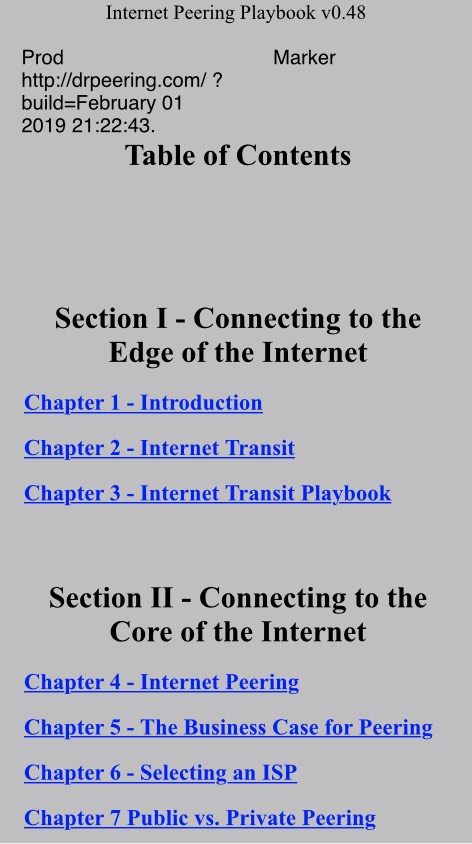 Internet Peering Playbook v0.48
Prod Marker
http://drpeering.com/ ?
build=February 01
2019 21:22:43.
Table of Contents
Section I - Connecting to the
Edge of the Internet
Chapter 1 - Introduction
Chapter 2 - Internet Transit
Chapter 3 - Internet Transit Playbook
Section II - Connecting to the
Core of the Internet
Chapter 4 - Internet Peering
Chapter 5 - The Business Case for Peering
Chapter 6 - Selecting an ISP
Chapter 7 Public vs. Private Peering